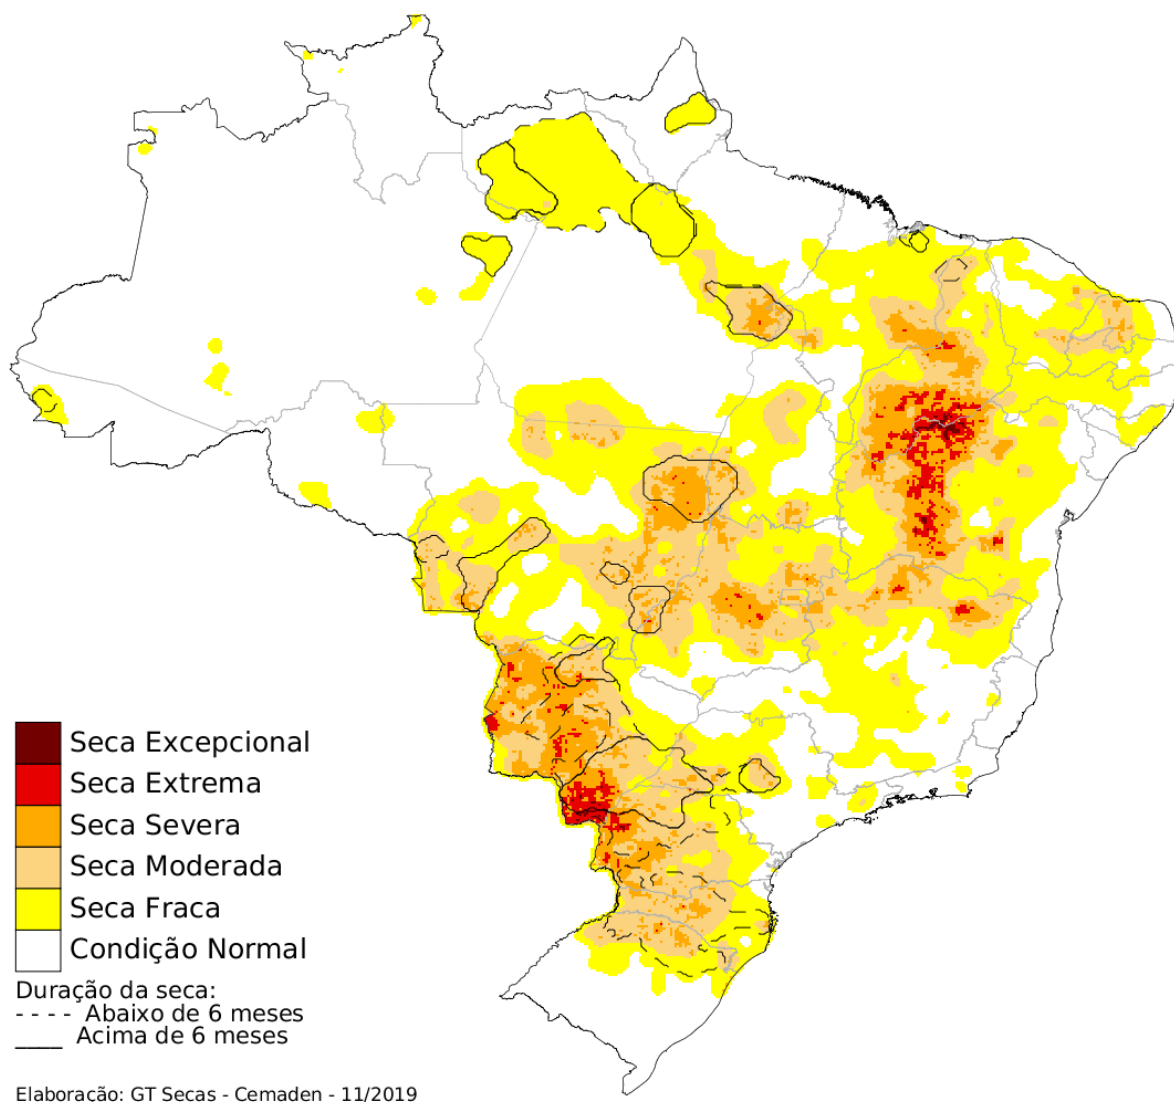 Seca Excepcional
Seca Extrema
Seca Severa
Seca Moderada
Seca Fraca
Condição Normal
Duração da seca:
- - - - Abaixo de 6 meses
____ Acima de 6 meses
Elaboração: GT Secas - Cemaden - 11/2019